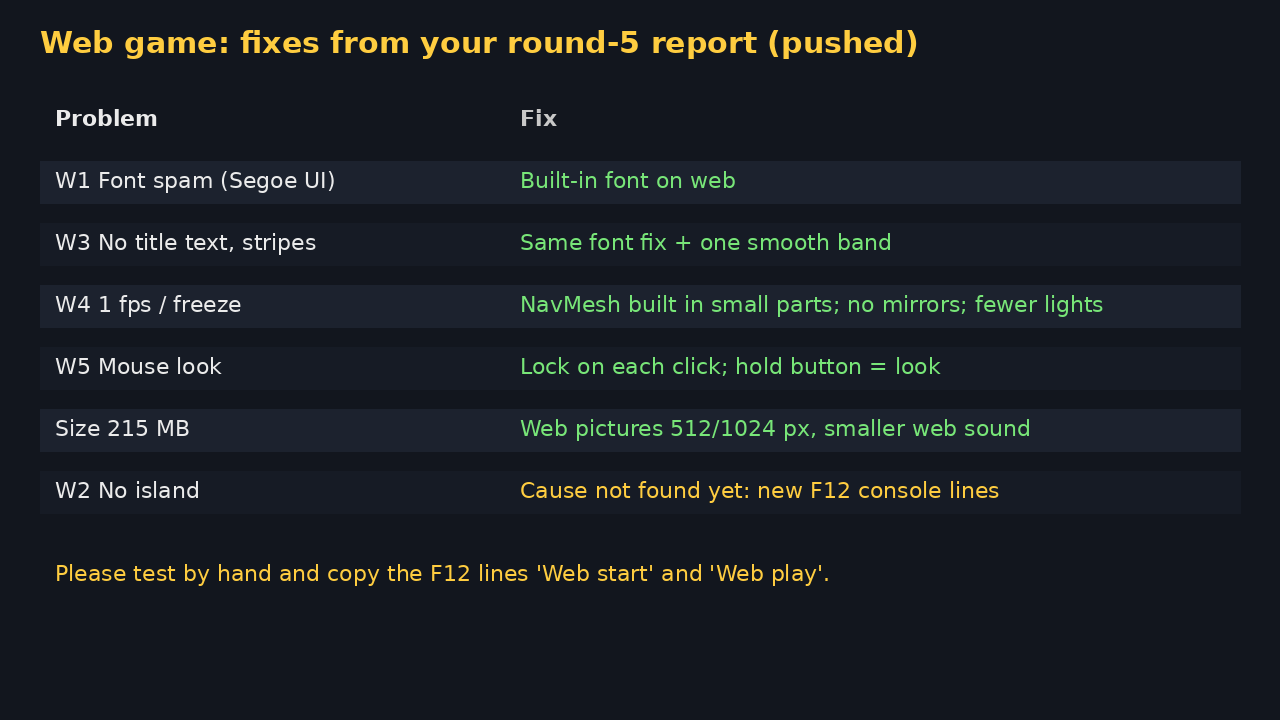 Web game: fixes from your round-5 report (pushed)
Problem Fix
W1 Font spam (Segoe UI) Built-in font on web
W3 No title text, stripes Same font fix + one smooth band
W4 1 fps / freeze NavMesh built in small parts; no mirrors; fewer lights
W5 Mouse look Lock on each click; hold button = look
Size 215 MB Web pictures 512/1024 px, smaller web sound
W2 No island Cause not found yet: new F12 console lines
Please test by hand and copy the F12 lines 'Web start' and 'Web play'.